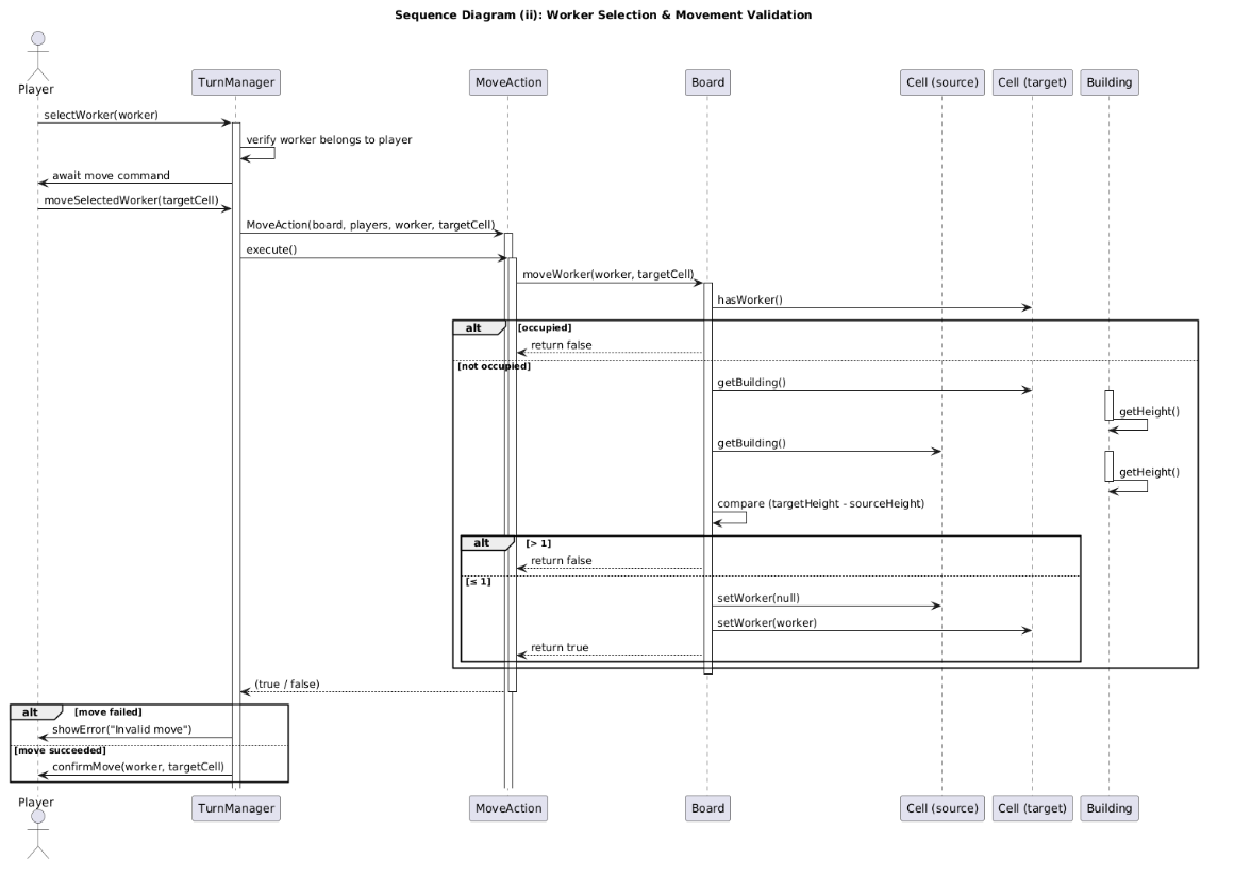 Sequence Diagram (ii): Worker Selection & Movement Validation
Player
TurnManager
MoveAction
Board
Cell (source)
Cell (target)
Building
selectWorker(worker)
verify worker belongs to player
await move command
moveSelectedWorker(targetCell)
MoveAction(board, players, worker, targetCell)
execute()
moveWorker(worker, targetCell)
hasWorker()
alt
[occupied]
return false
[not occupied]
getBuilding()
getHeight()
getBuilding()
getHeight()
compare (targetHeight - sourceHeight)
alt
[> 1]
return false
[≤ 1]
setWorker(null)
setWorker(worker)
return true
(true / false)
alt
[move failed]
showError("Invalid move")
[move succeeded]
confirmMove(worker, targetCell)
Player
TurnManager
MoveAction
Board
Cell (source)
Cell (target)
Building